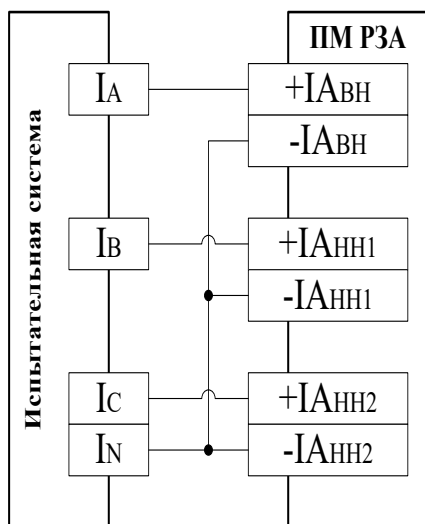 Испытательная система
IA
IB
IC
IN
ПМ РЗА
+IAВН
-IAВН
+IAНН1
-IAНН1
+IAНН2
-IAНН2